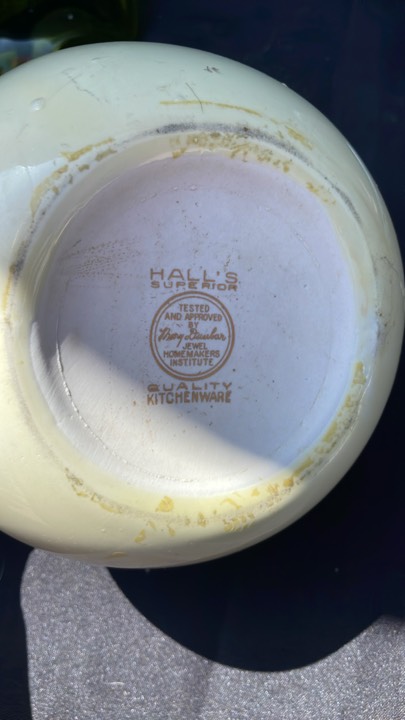 HALL'S
SUPERIOR
TESTED
AND APPROVED
BY
Mary Dunbar
JEWEL
HOMEMAKERS
INSTITUTE
QUALITY
KITCHENWARE